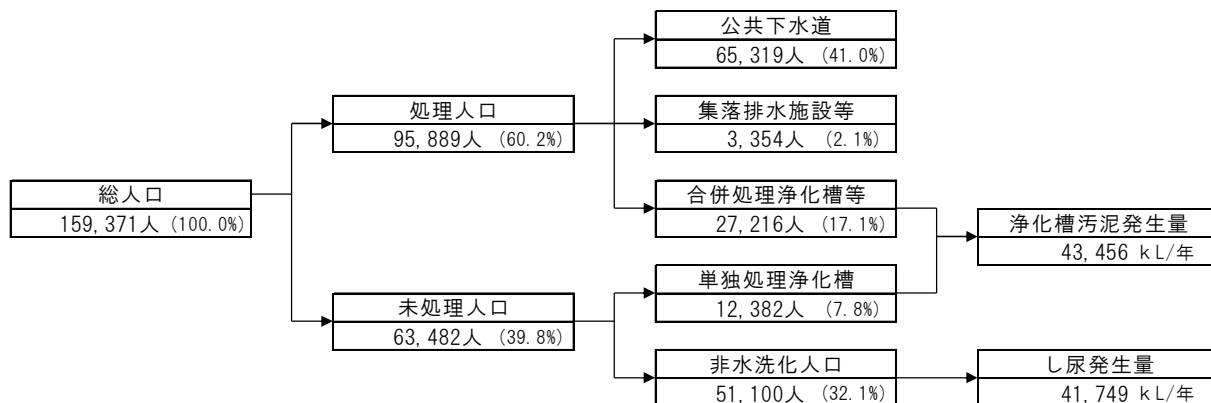 公共下水道
65,319人 (41.0%)
処理人口
95,889人 (60.2%)
集落排水施設等
3,354人 (2.1%)
総人口
159,371人 (100.0%)
合併処理浄化槽等
27,216人 (17.1%)
浄化槽汚泥発生量
43,456 kL/年
単独処理浄化槽
12,382人 (7.8%)
未処理人口
63,482人 (39.8%)
非水洗化人口
51,100人 (32.1%)
し尿発生量
41,749 kL/年